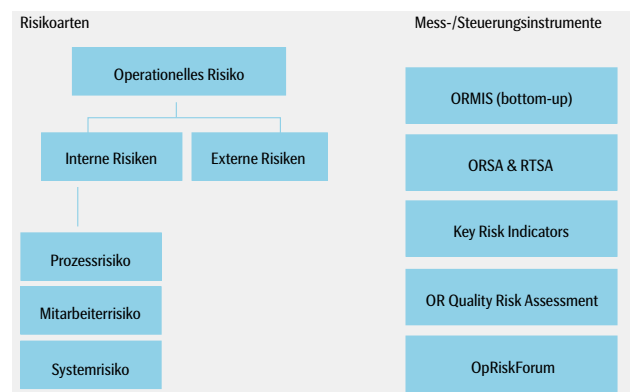 Risikoarten
Operationelles Risiko
Interne Risiken
Externe Risiken
Prozessrisiko
Mitarbeiterrisiko
Systemrisiko
Mess-/Steuerungsinstrumente
ORMIS (bottom-up)
ORSA & RTSA
Key Risk Indicators
OR Quality Risk Assessment
OpRiskForum